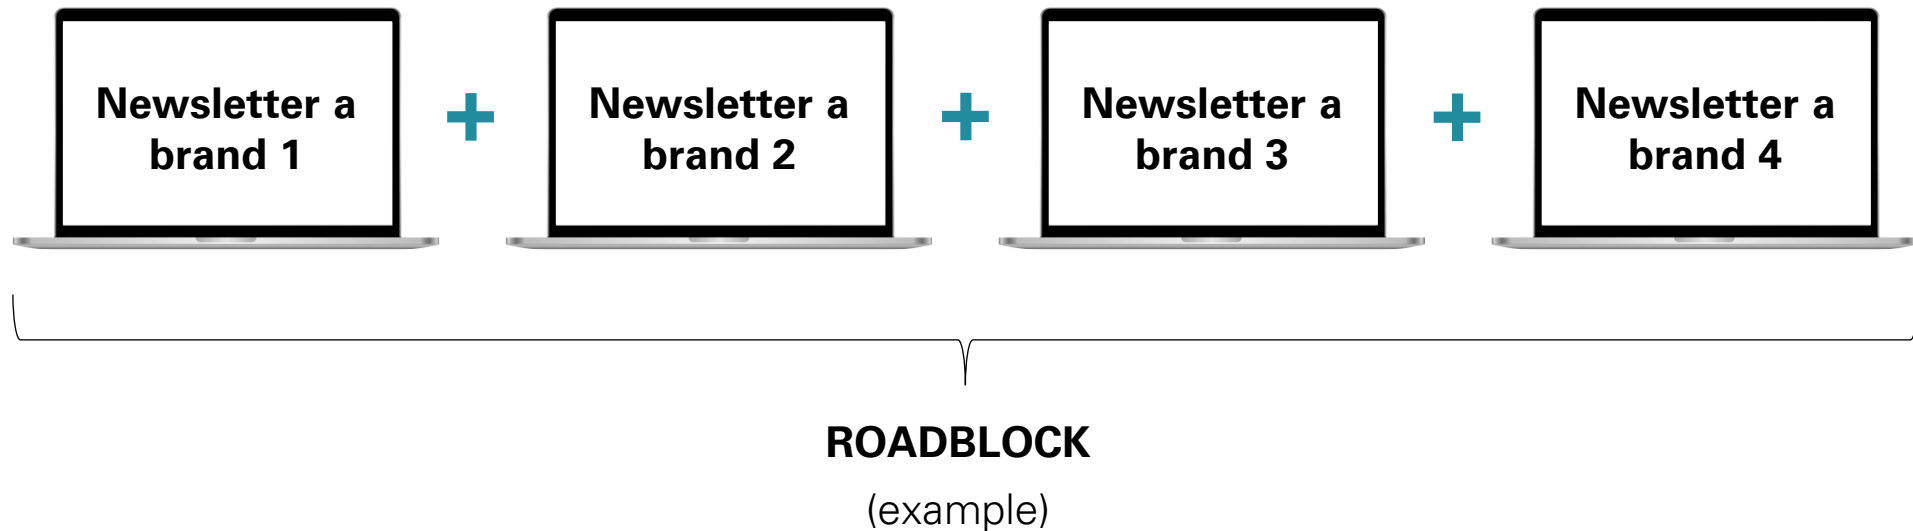 Newsletter a
brand 1
+
Newsletter a
brand 2
+
Newsletter a
brand 3
+
Newsletter a
brand 4
ROADBLOCK
(example)